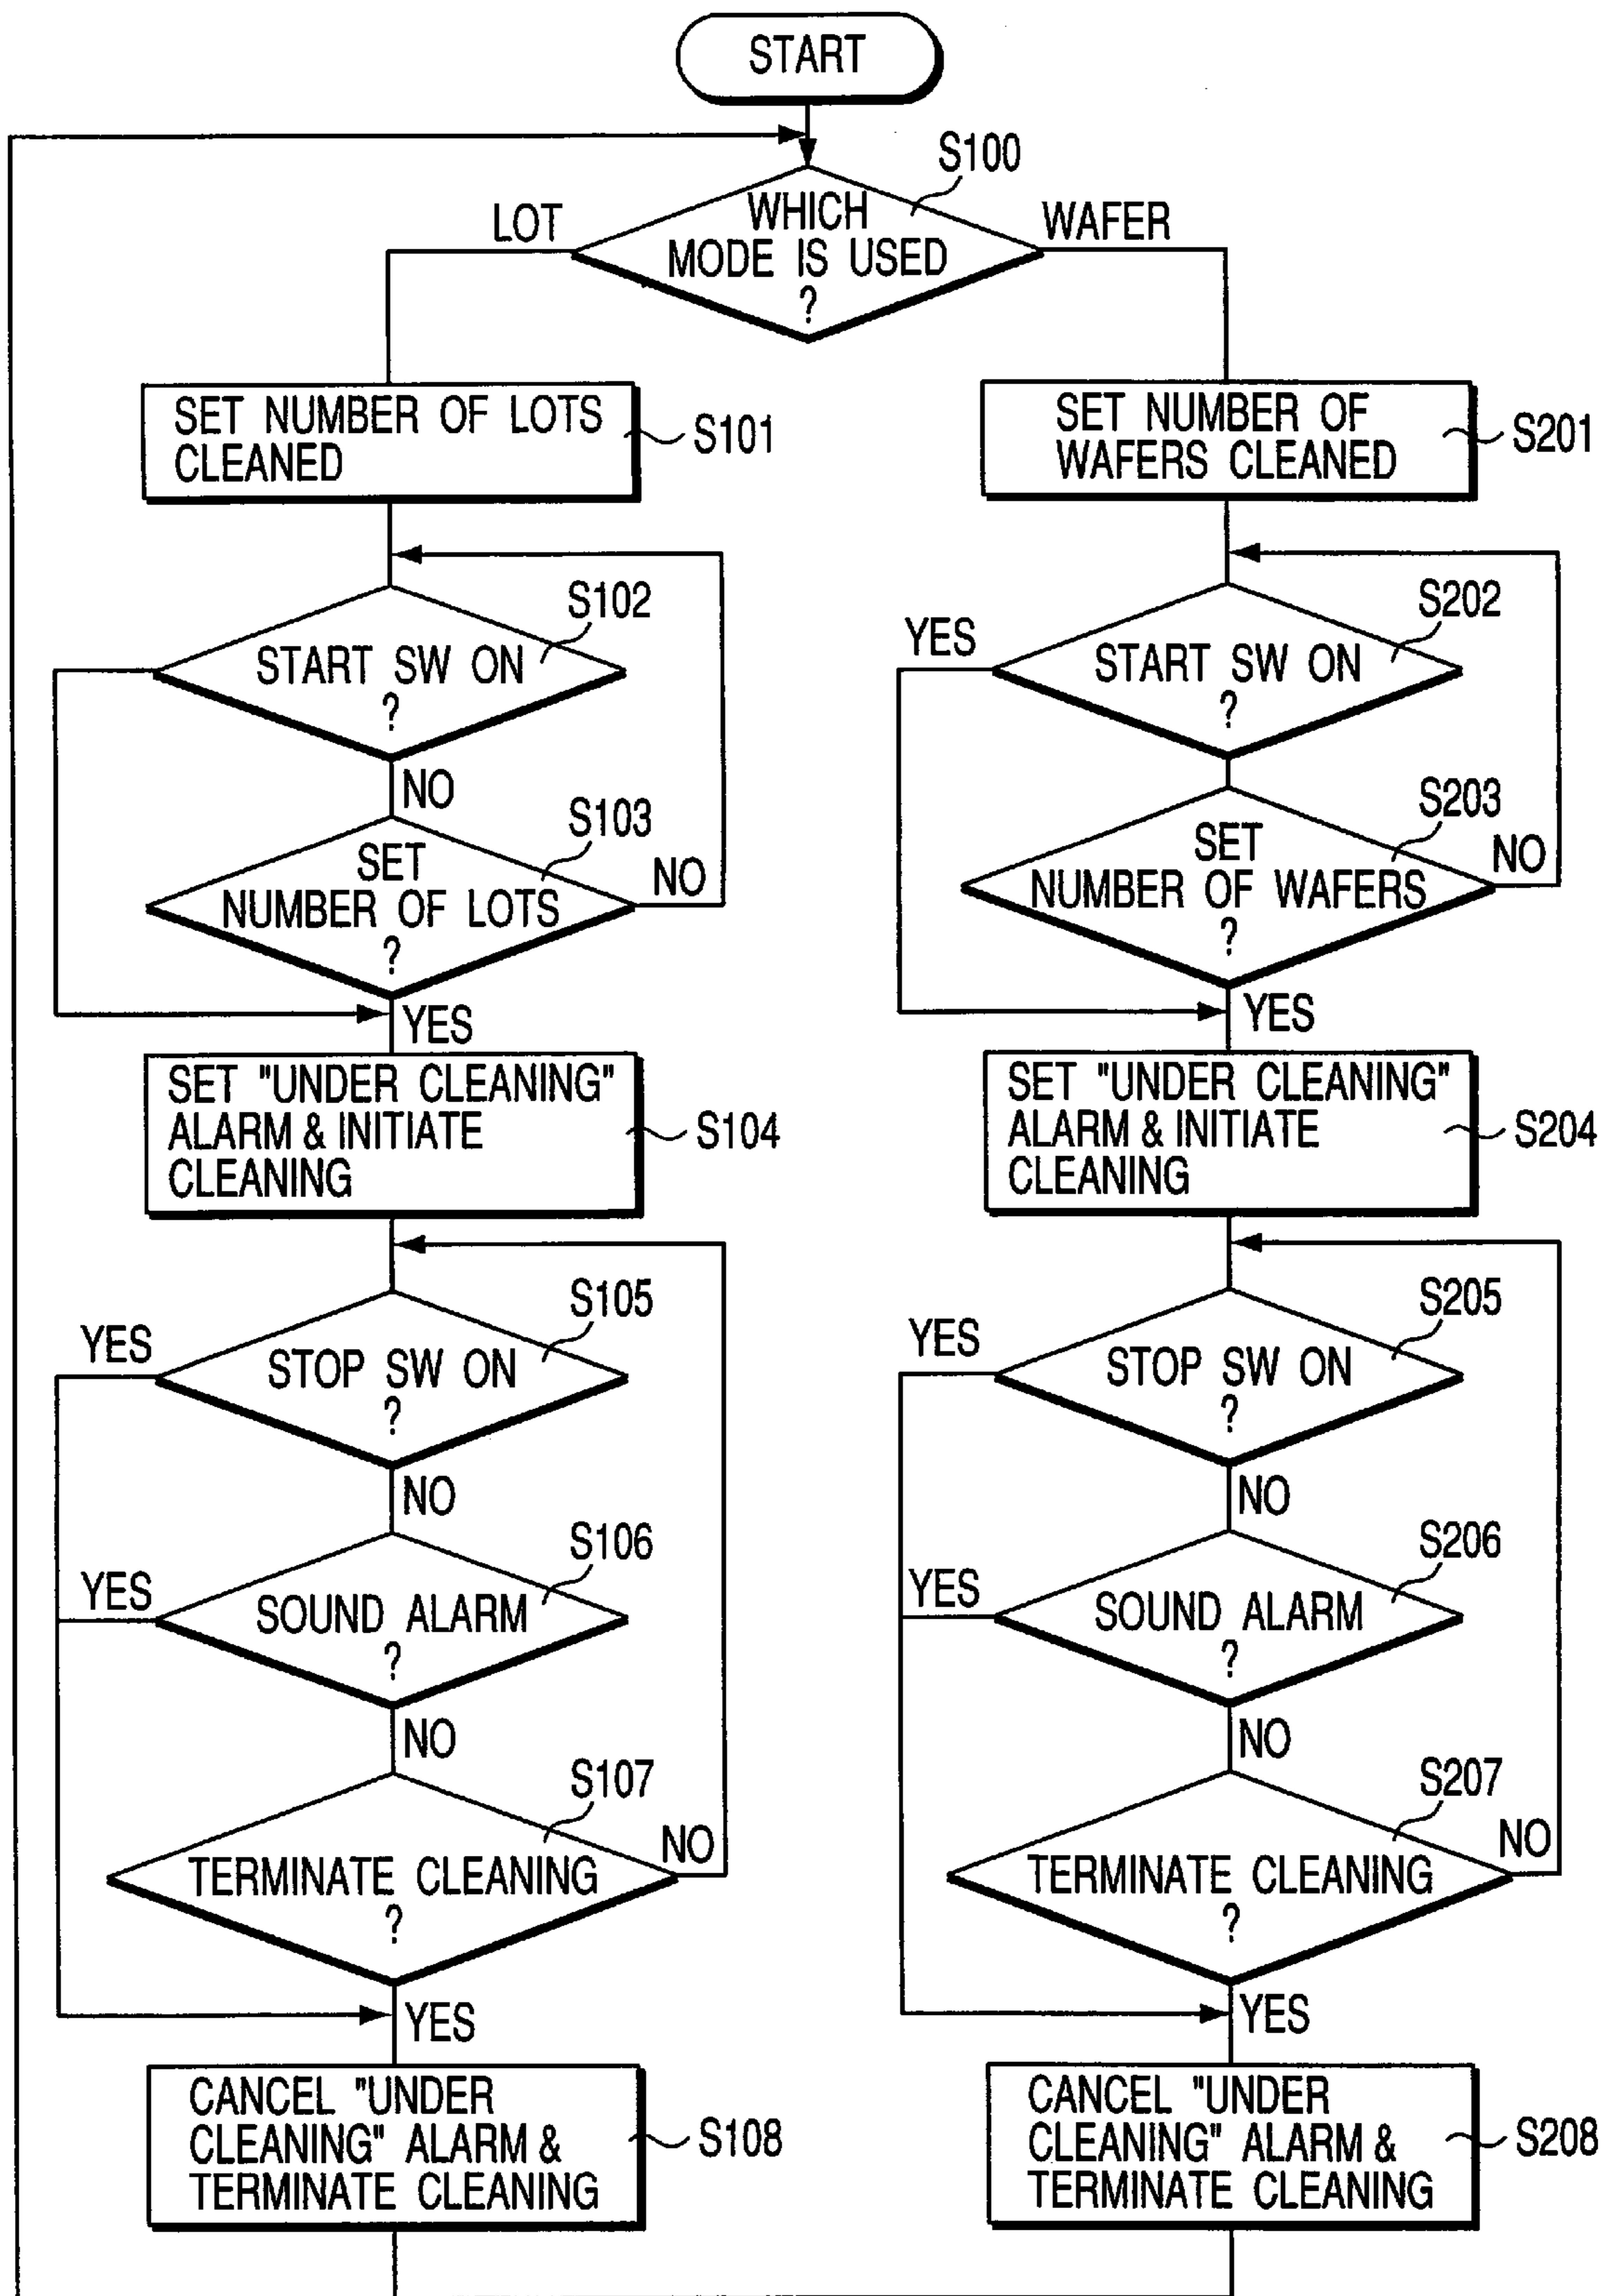 START
S100
LOT
WHICH
MODE IS USED
?
WAFER
SET NUMBER OF LOTS
CLEANED
S101
S102
START SW ON
?
NO
S103
SET
NUMBER OF LOTS
?
NO
YES
SET "UNDER CLEANING"
ALARM & INITIATE
CLEANING
S104
S105
YES
STOP SW ON
?
NO
S106
YES
SOUND ALARM
?
NO
S107
NO
TERMINATE CLEANING
?
YES
CANCEL "UNDER
CLEANING" ALARM &
TERMINATE CLEANING
S108
SET NUMBER OF
WAFERS CLEANED
S201
S202
YES
START SW ON
?
S203
SET
NUMBER OF WAFERS
?
NO
YES
SET "UNDER CLEANING"
ALARM & INITIATE
CLEANING
S204
S205
YES
STOP SW ON
?
NO
S206
YES
SOUND ALARM
?
NO
S207
NO
TERMINATE CLEANING
?
YES
CANCEL "UNDER
CLEANING" ALARM &
TERMINATE CLEANING
S208